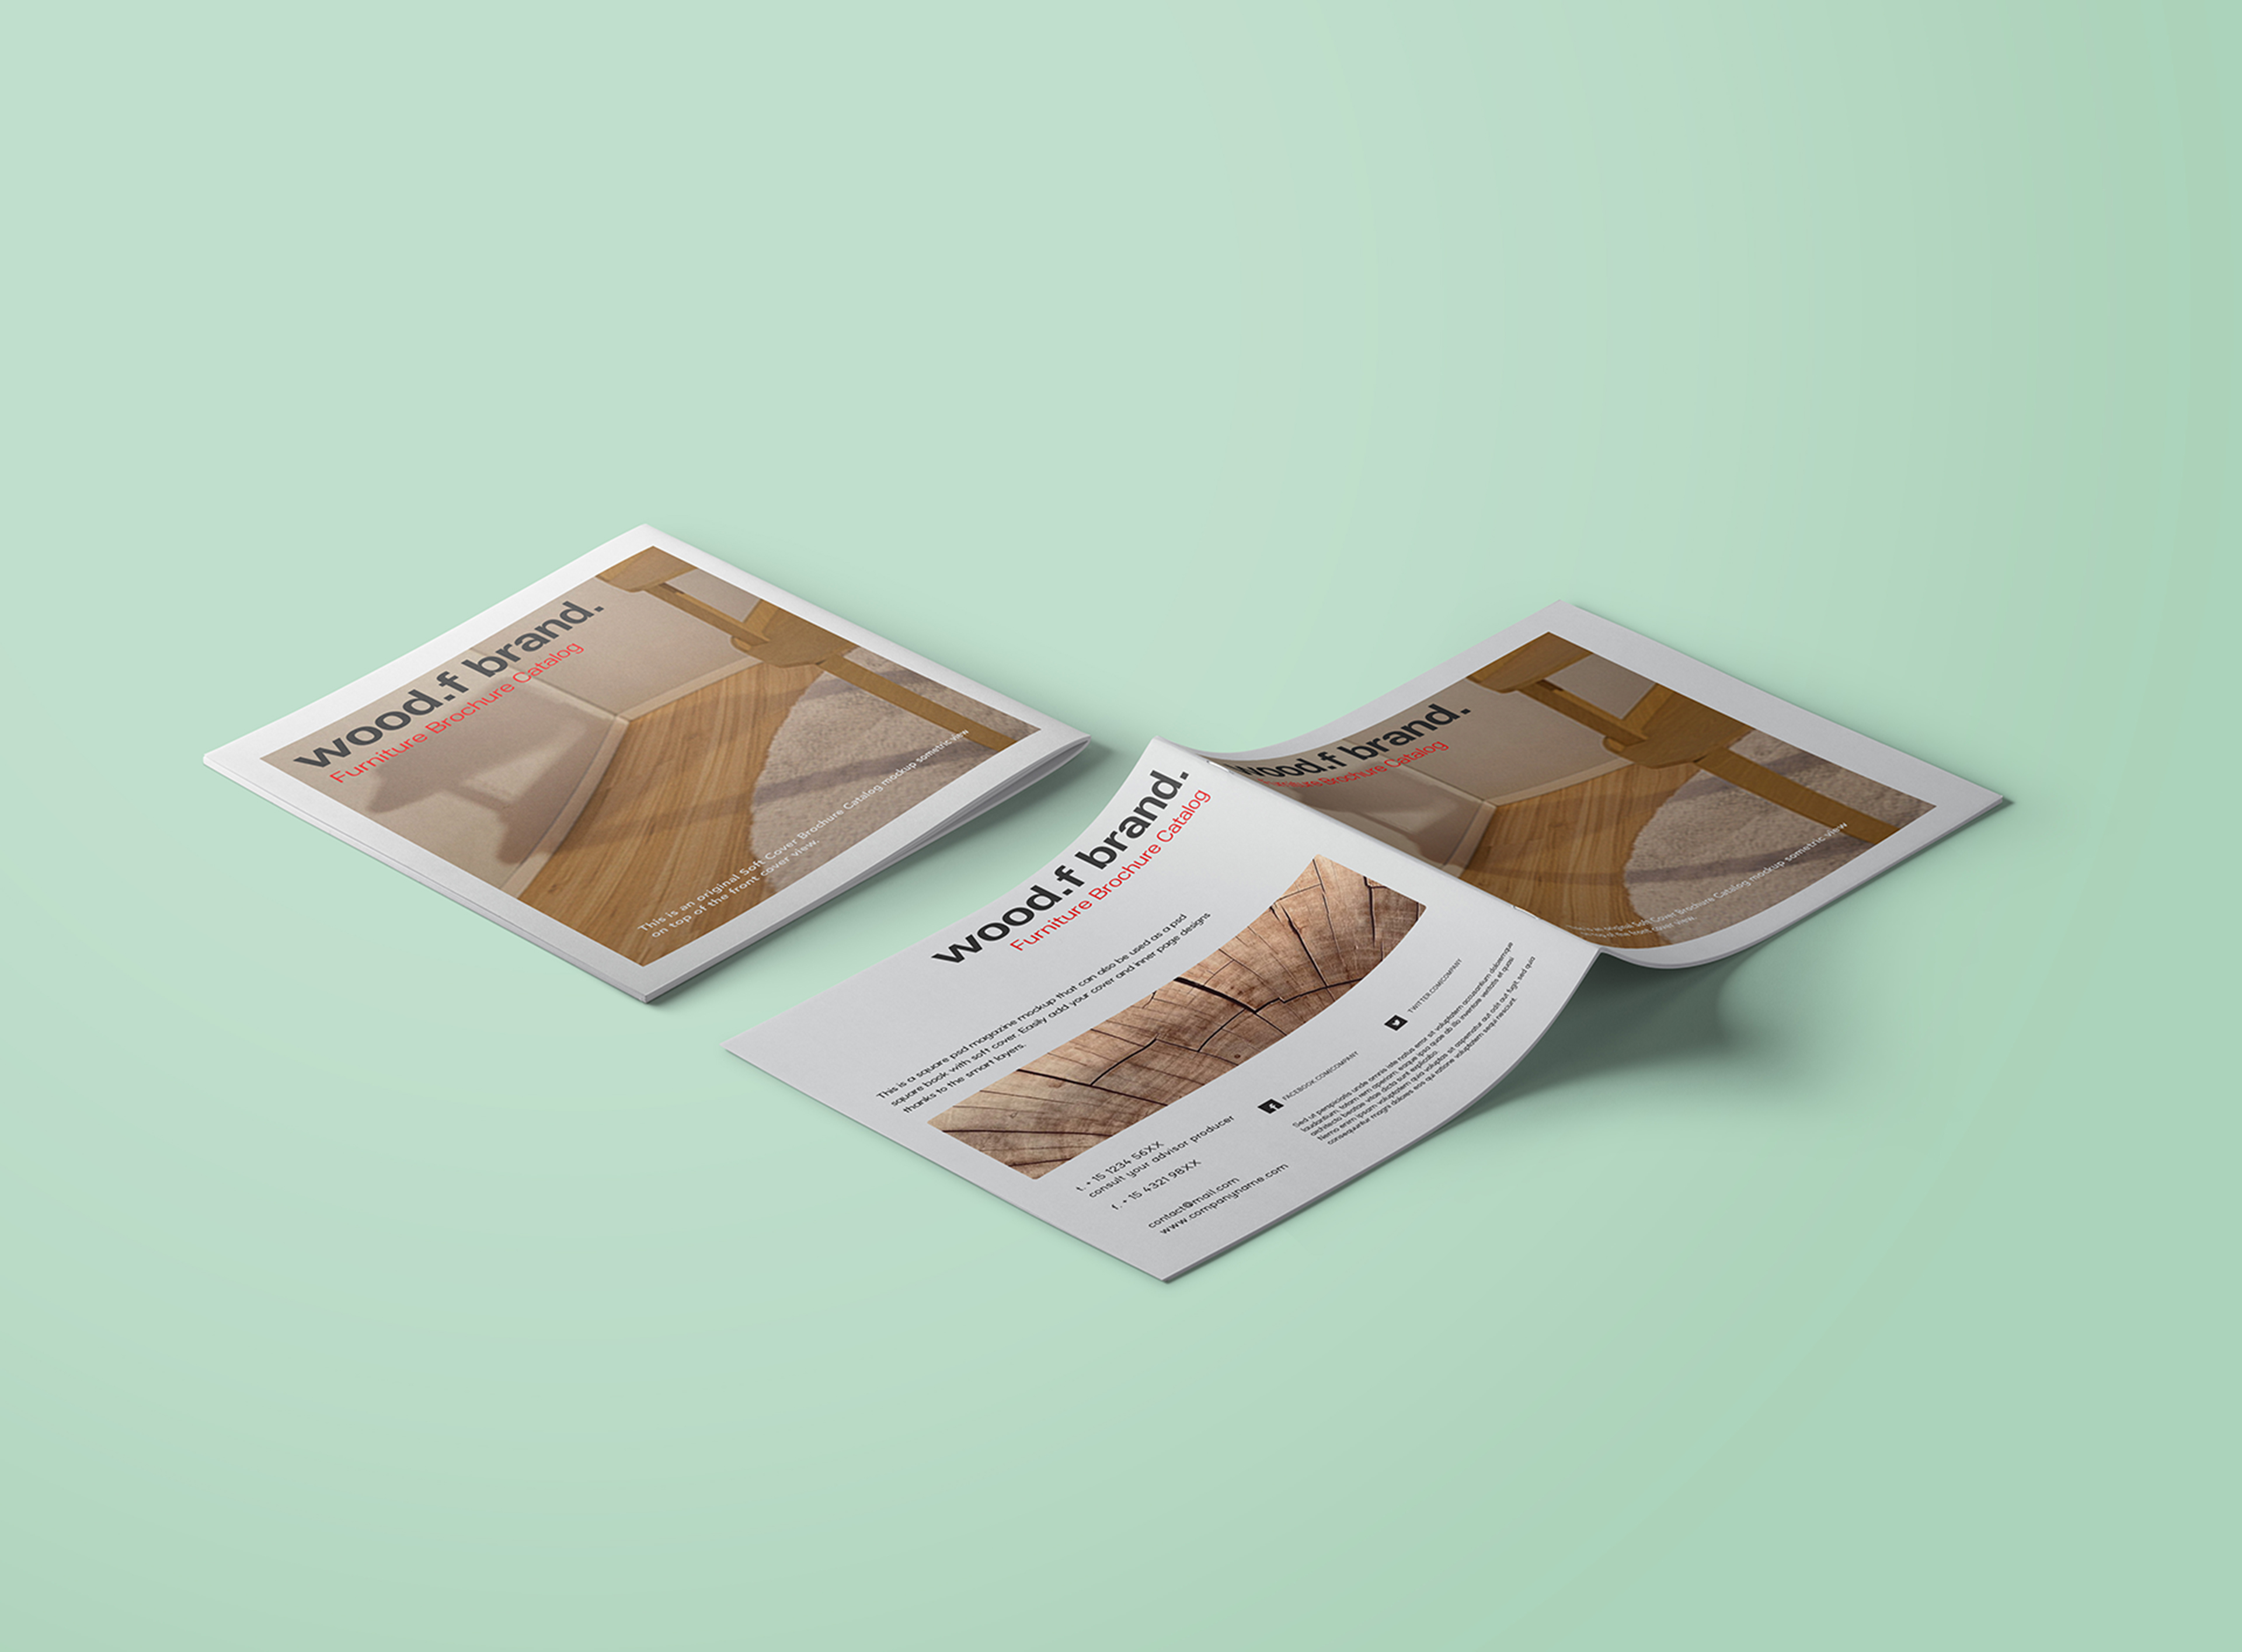 wood.f brand.
Furniture Brochure Catalog
This is an original Soft Cover Brochure Catalog mockup sometric view
on top of the front cover view.
wood.f brand.
Furniture Brochure Catalog
This is a square psd magazine mockup that can also be used as a psd
square book with soft cover. Easily add your cover and inner page designs
thanks to the smart layers.
t. + 15 1234 56XX
consult your advisor producer
f. + 15 4321 98XX
contact@mail.com
www.companyname.com
FACEBOOK.COM/COMPANY
TWITTER.COM/COMPANY
Sed ut perspiciatis unde omnis iste natus error sit voluptatem accusantium doloremque
laudantium, totam rem aperiam, eaque ipsa quae ab illo inventore veritatis et quasi
architecto beatae vitae dicta sunt explicabo.
Nemo enim ipsam voluptatem quia voluptas sit aspernatur aut odit aut fugit, sed quia
consequuntur magni dolores eos qui ratione voluptatem sequi nesciunt.
wood.f brand.
Brochure Catalog
This is an original Soft Cover Brochure Catalog mockup sometric view
of the front cover view.